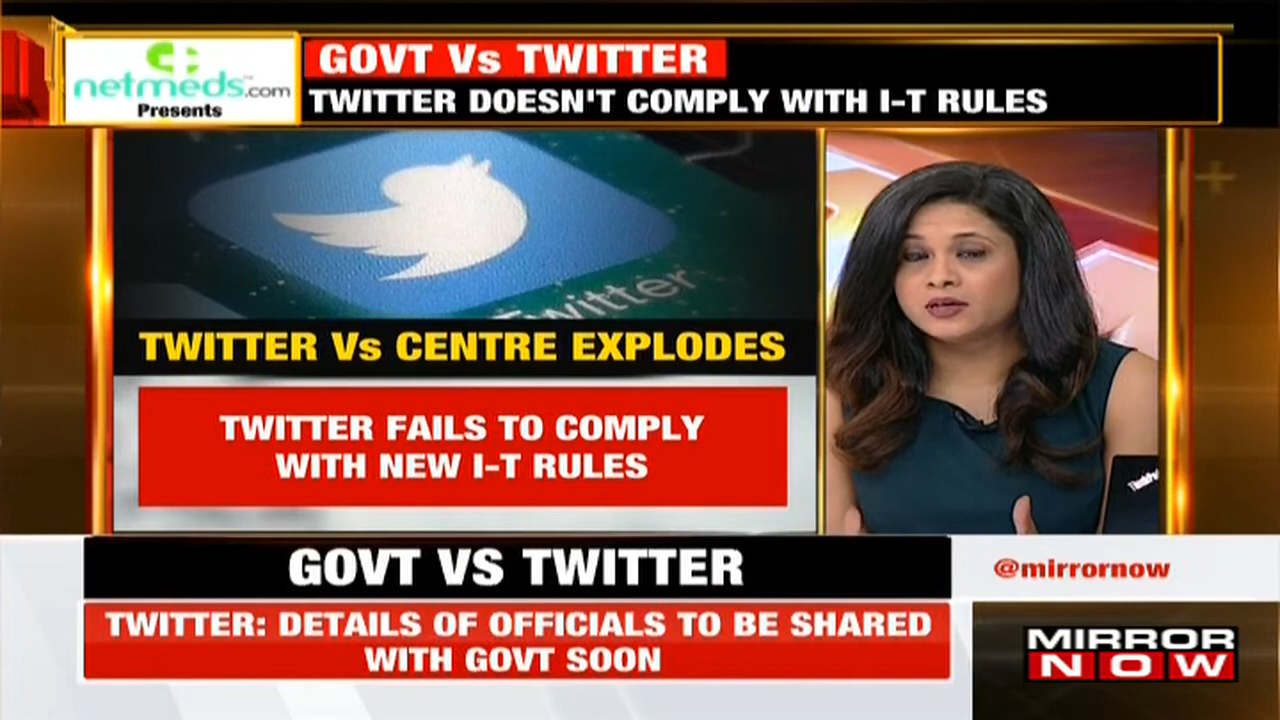 netmeds.com
Presents
GOVT Vs TWITTER
TWITTER DOESN'T COMPLY WITH I-T RULES
Twitter
TWITTER Vs CENTRE EXPLODES
TWITTER FAILS TO COMPLY
WITH NEW I-T RULES
ThinkPad
GOVT VS TWITTER
@mirrornow
TWITTER: DETAILS OF OFFICIALS TO BE SHARED
WITH GOVT SOON
MIRROR
NOW